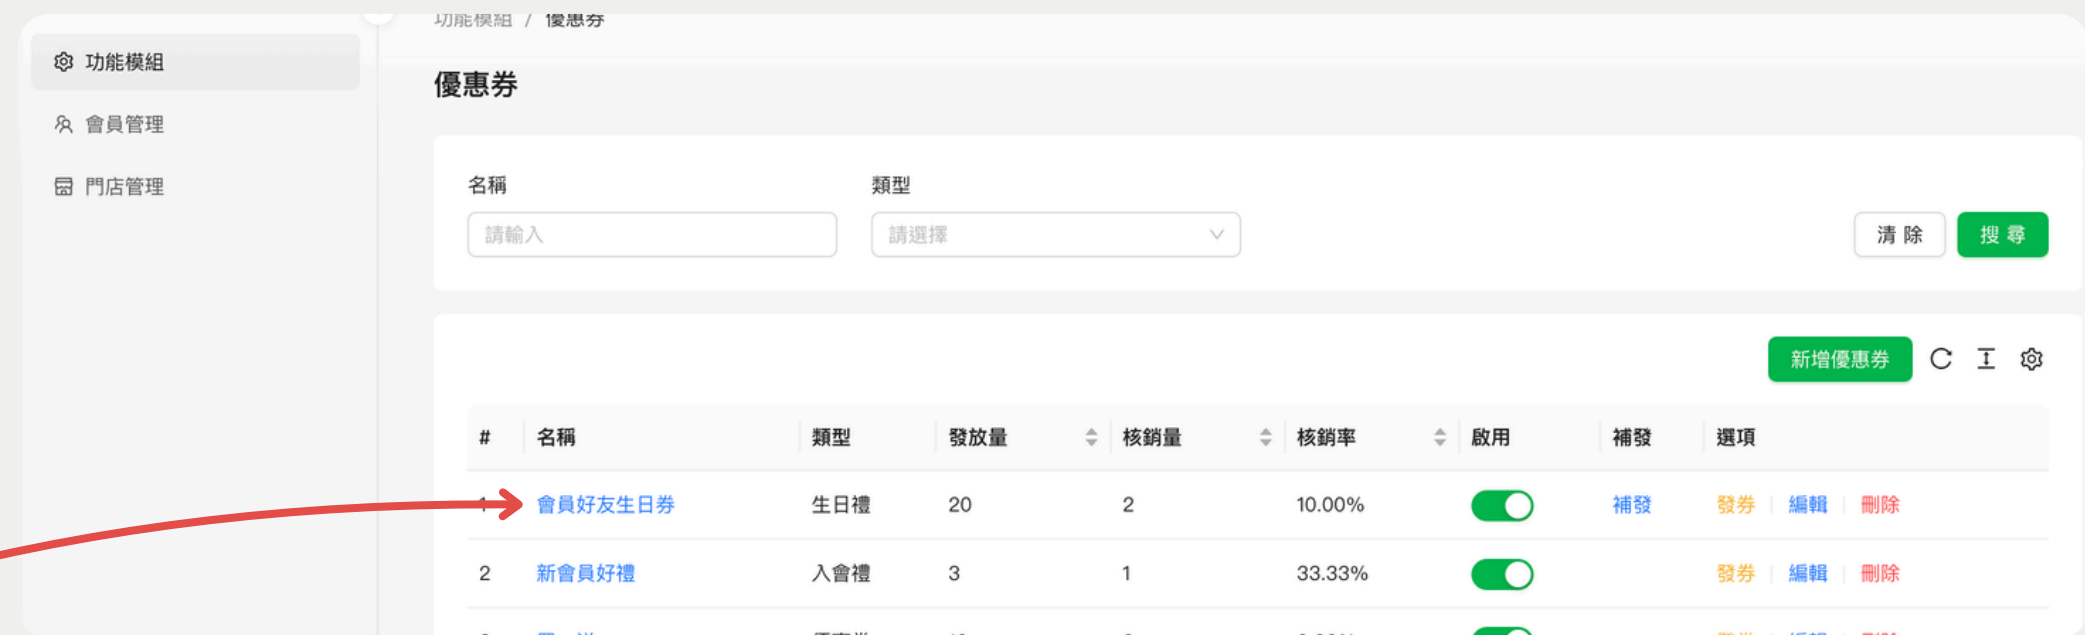 功能模組 / 優惠券
功能模組
會員管理
門店管理
優惠券
名稱
類型
請輸入
請選擇
清 除
搜 尋
新增優惠券
# 名稱 類型 發放量 核銷量 核銷率 啟用 補發 選項
1 會員好友生日券 生日禮 20 2 10.00% 補發 發券 編輯 刪除
2 新會員好禮 入會禮 3 1 33.33% 發券 編輯 刪除